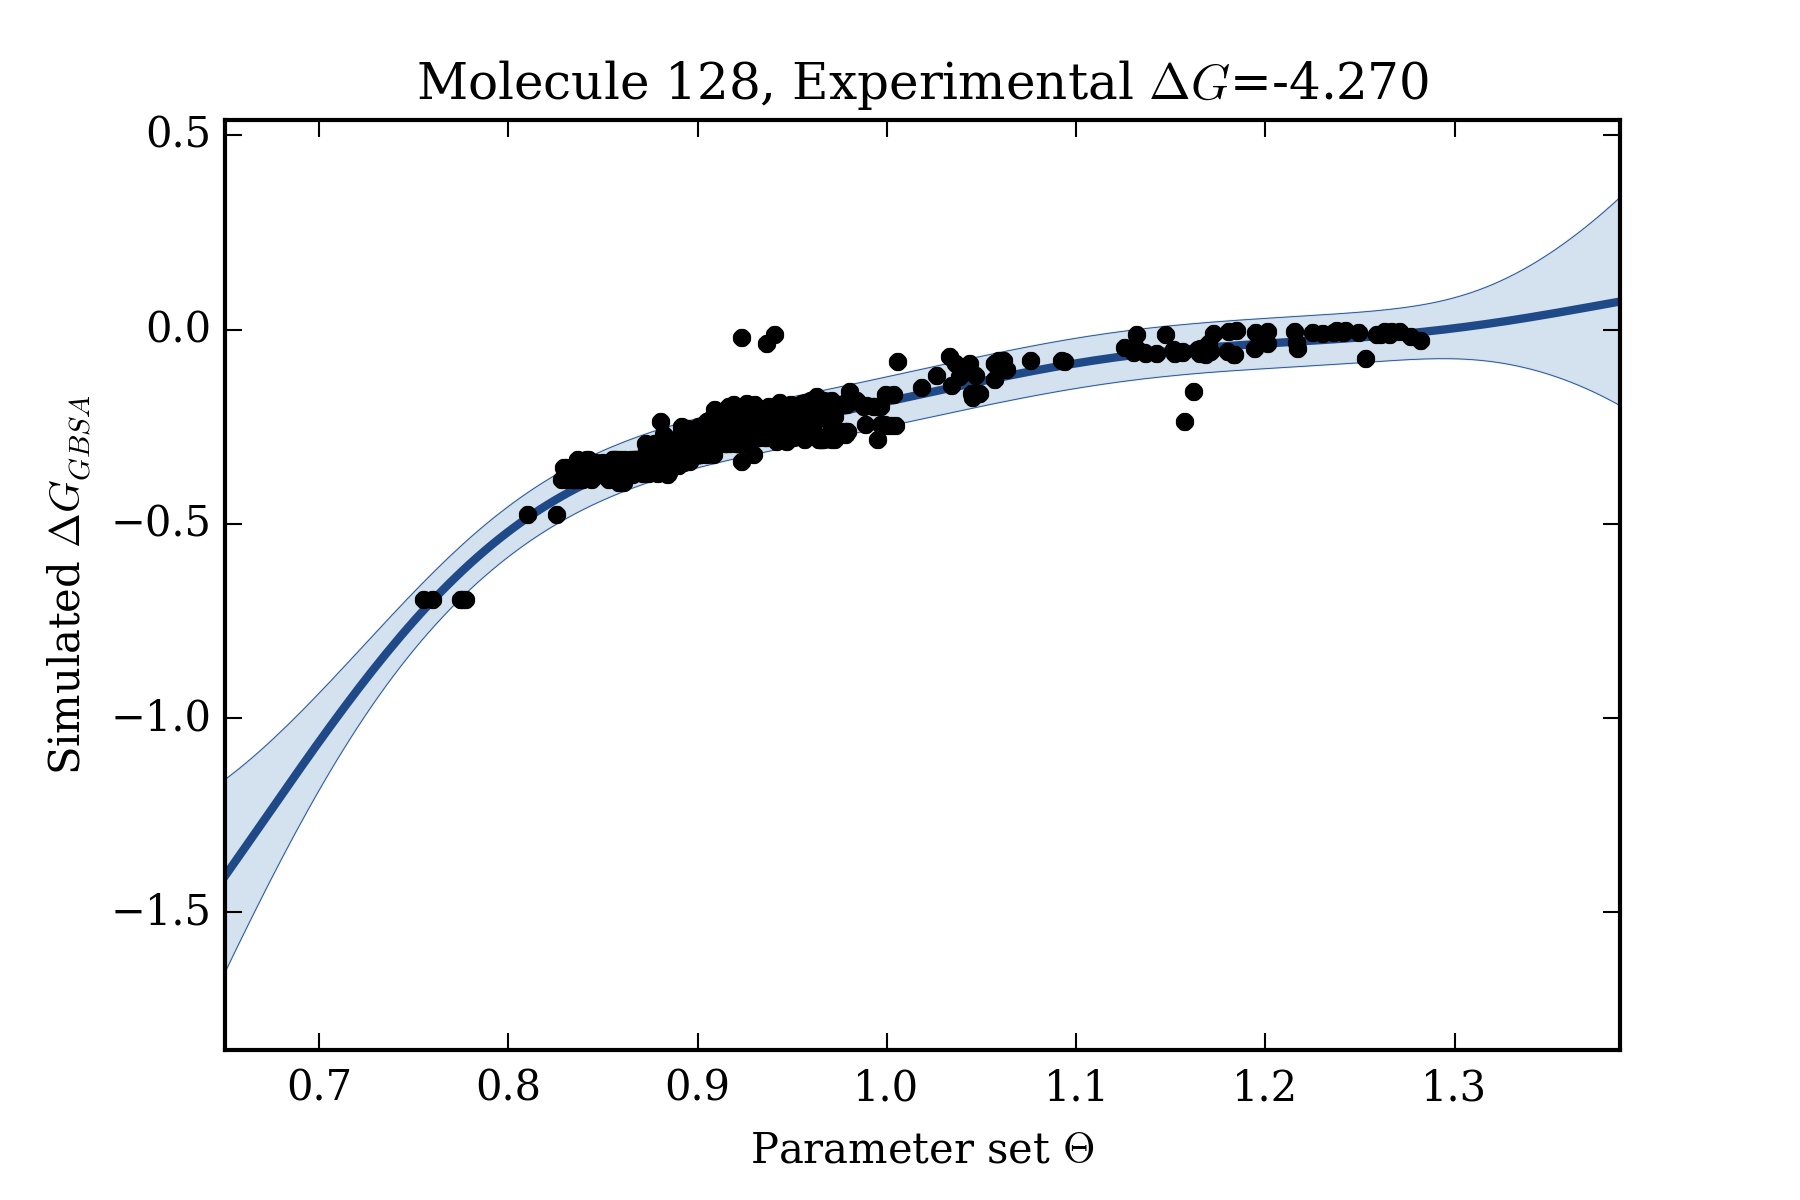 Molecule 128, Experimental ΔG=-4.270
0.5
0.0
−0.5
−1.0
−1.5
Simulated ΔG_GBSA
0.7 0.8 0.9 1.0 1.1 1.2 1.3
Parameter set Θ